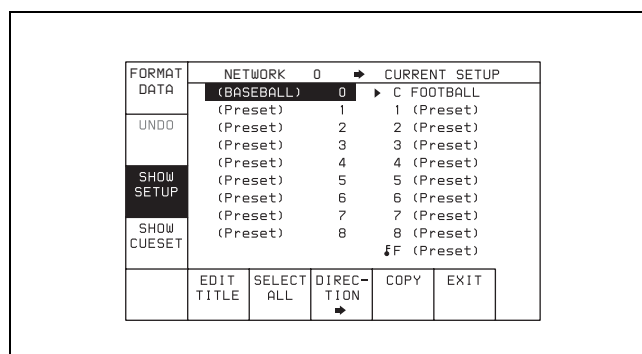 FORMAT DATA
NETWORK 0 ➡ CURRENT SETUP
(BASEBALL) 0 ▶ C FOOTBALL
(Preset) 1 1 (Preset)
UNDO
(Preset) 2 2 (Preset)
(Preset) 3 3 (Preset)
(Preset) 4 4 (Preset)
SHOW SETUP
(Preset) 5 5 (Preset)
(Preset) 6 6 (Preset)
(Preset) 7 7 (Preset)
SHOW CUESET
(Preset) 8 8 (Preset)
F (Preset)
EDIT TITLE
SELECT ALL
DIREC-
TION
➡
COPY
EXIT